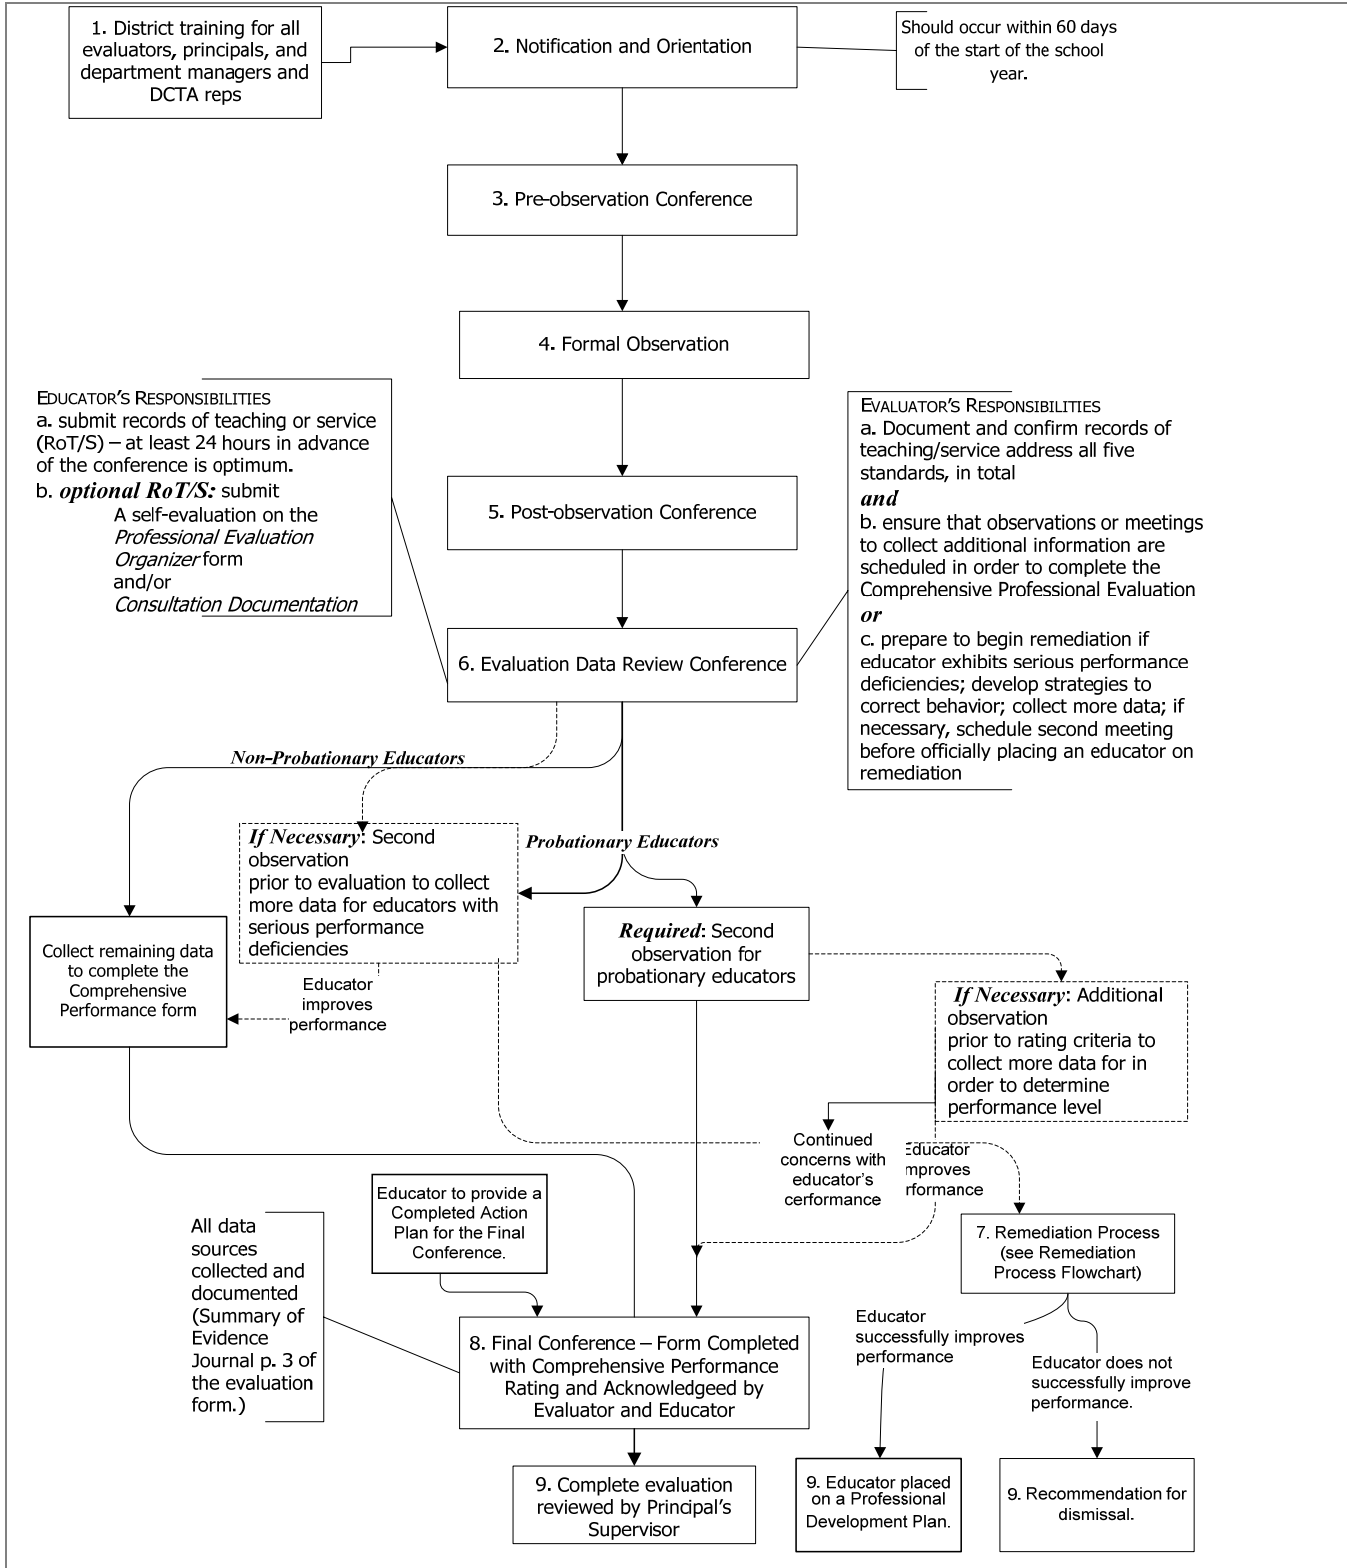 1. District training for all
evaluators, principals, and
department managers and
DCTA reps
2. Notification and Orientation
Should occur within 60 days
of the start of the school
year.
3. Pre-observation Conference
4. Formal Observation
EDUCATOR'S RESPONSIBILITIES
a. submit records of teaching or service
(RoT/S) – at least 24 hours in advance
of the conference is optimum.
b. optional RoT/S: submit
A self-evaluation on the
Professional Evaluation
Organizer form
and/or
Consultation Documentation
EVALUATOR'S RESPONSIBILITIES
a. Document and confirm records of
teaching/service address all five
standards, in total
and
b. ensure that observations or meetings
to collect additional information are
scheduled in order to complete the
Comprehensive Professional Evaluation
or
c. prepare to begin remediation if
educator exhibits serious performance
deficiencies; develop strategies to
correct behavior; collect more data; if
necessary, schedule second meeting
before officially placing an educator on
remediation
5. Post-observation Conference
6. Evaluation Data Review Conference
Non-Probationary Educators
If Necessary: Second
observation
prior to evaluation to collect
more data for educators with
serious performance
deficiencies
Probationary Educators
Required: Second
observation for
probationary educators
Collect remaining data
to complete the
Comprehensive
Performance form
Educator
improves
performance
If Necessary: Additional
observation
prior to rating criteria to
collect more data for in
order to determine
performance level
Continued
concerns with
educator's
cerformance
Educator
mproves
rformance
Educator to provide a
Completed Action
Plan for the Final
Conference.
All data
sources
collected and
documented
(Summary of
Evidence
Journal p. 3 of
the evaluation
form.)
7. Remediation Process
(see Remediation
Process Flowchart)
8. Final Conference – Form Completed
with Comprehensive Performance
Rating and Acknowledgeed by
Evaluator and Educator
Educator
successfully improves
performance
Educator does not
successfully improve
performance.
9. Complete evaluation
reviewed by Principal's
Supervisor
9. Educator placed
on a Professional
Development Plan.
9. Recommendation for
dismissal.